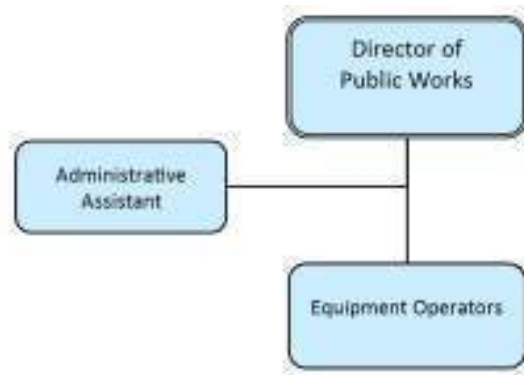 Director of
Public Works
Administrative
Assistant
Equipment Operators